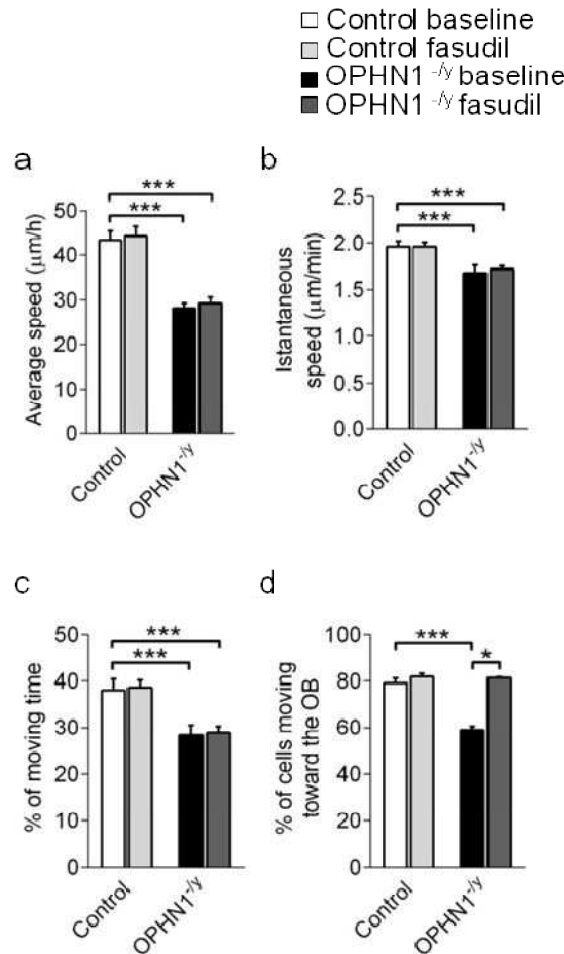 Control baseline
Control fasudil
OPHN1 -/y baseline
OPHN1 -/y fasudil
a
b
***
***
50
40
30
20
10
0
Average speed (μm/h)
Control
OPHN1-/y
***
***
2.5
2.0
1.5
1.0
0.5
0.0
Istantaneous
speed (μm/min)
Control
OPHN1-/y
c
d
***
***
50
40
30
20
10
0
% of moving time
Control
OPHN1-/y
***
*
100
80
60
40
20
0
% of cells moving
toward the OB
Control
OPHN1-/y